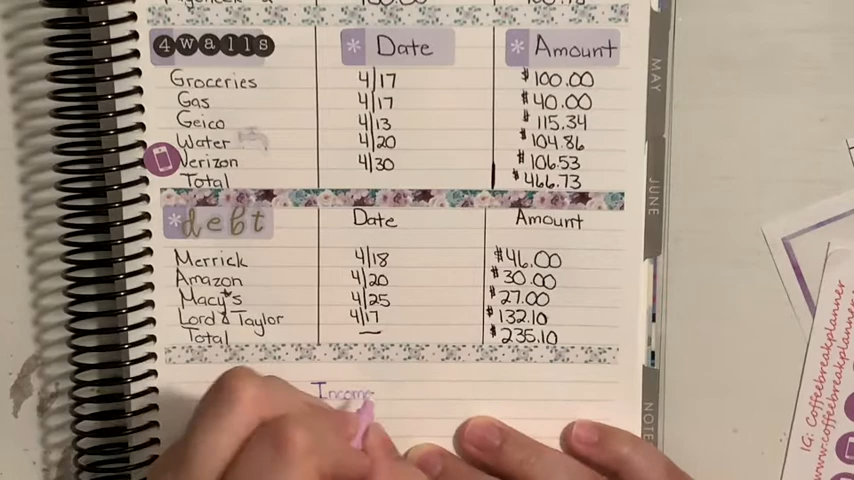 4walls * Date * Amount
Groceries 4/17 $100.00
Gas 4/17 $40.00
Geico 4/13 $115.34
Water 4/20 $104.86
Verizon 4/30 $106.53
Total $466.73
*debt Date Amount
Merrick 4/18 $46.00
Amazon 4/20 $30.00
Macy*s 4/25 $27.00
Lord & Taylor 4/17 $132.10
Total — $235.10
Income
MAY
JUNE
NOTES
IG: Coffeebreakplanner
www.coffeebreakplanner